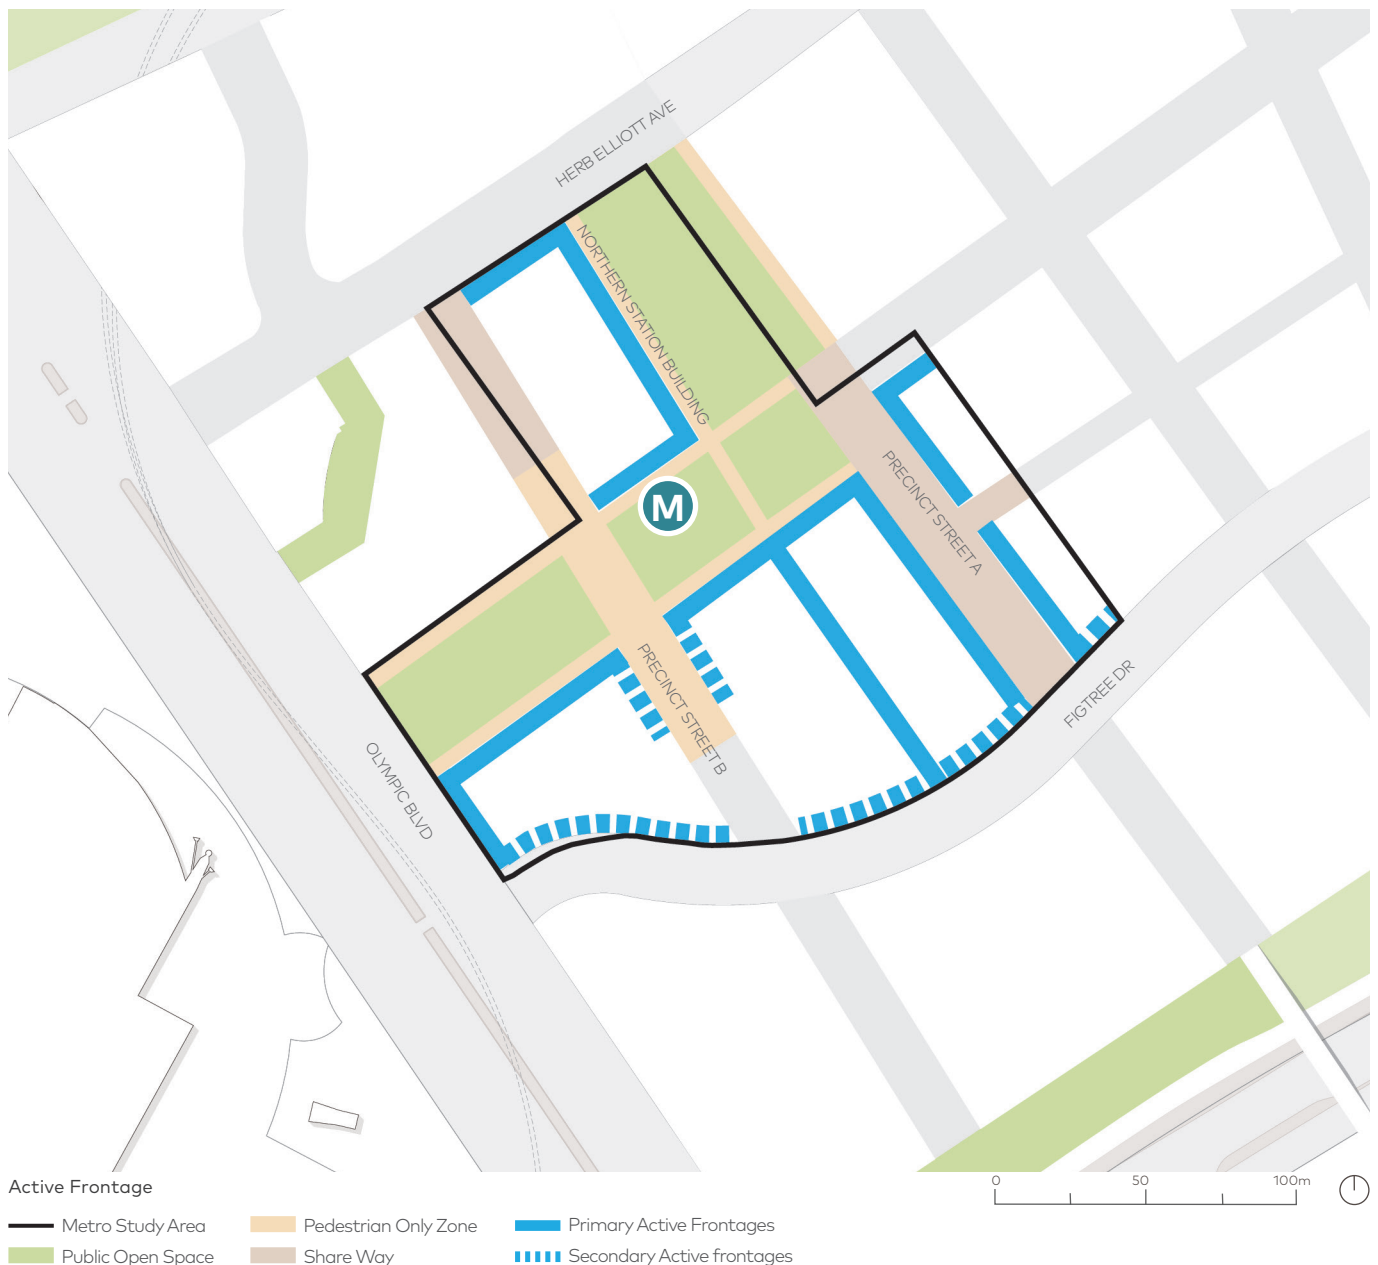 HERB ELLIOTT AVE
NORTHERN STATION BUILDING
M
PRECINCT STREET A
PRECINCT STREET B
FIGTREE DR
OLYMPIC BLVD
Active Frontage
0 50 100m
Metro Study Area
Pedestrian Only Zone
Primary Active Frontages
Public Open Space
Share Way
Secondary Active frontages